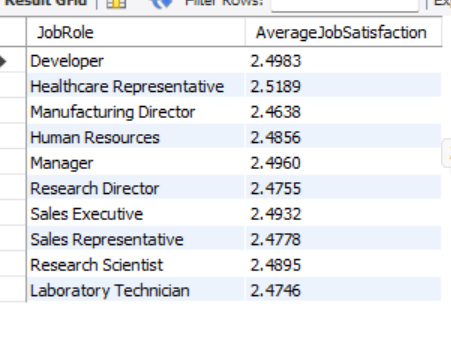 Result Grid Filter Rows:
JobRole AverageJobSatisfaction
Developer 2.4983
Healthcare Representative 2.5189
Manufacturing Director 2.4638
Human Resources 2.4856
Manager 2.4960
Research Director 2.4755
Sales Executive 2.4932
Sales Representative 2.4778
Research Scientist 2.4895
Laboratory Technician 2.4746